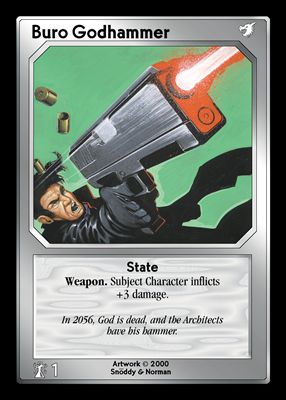 Buro Godhammer
State
Weapon. Subject Character inflicts
+3 damage.
In 2056, God is dead, and the Architects
have his hammer.
1
Artwork © 2000
Snöddy & Norman